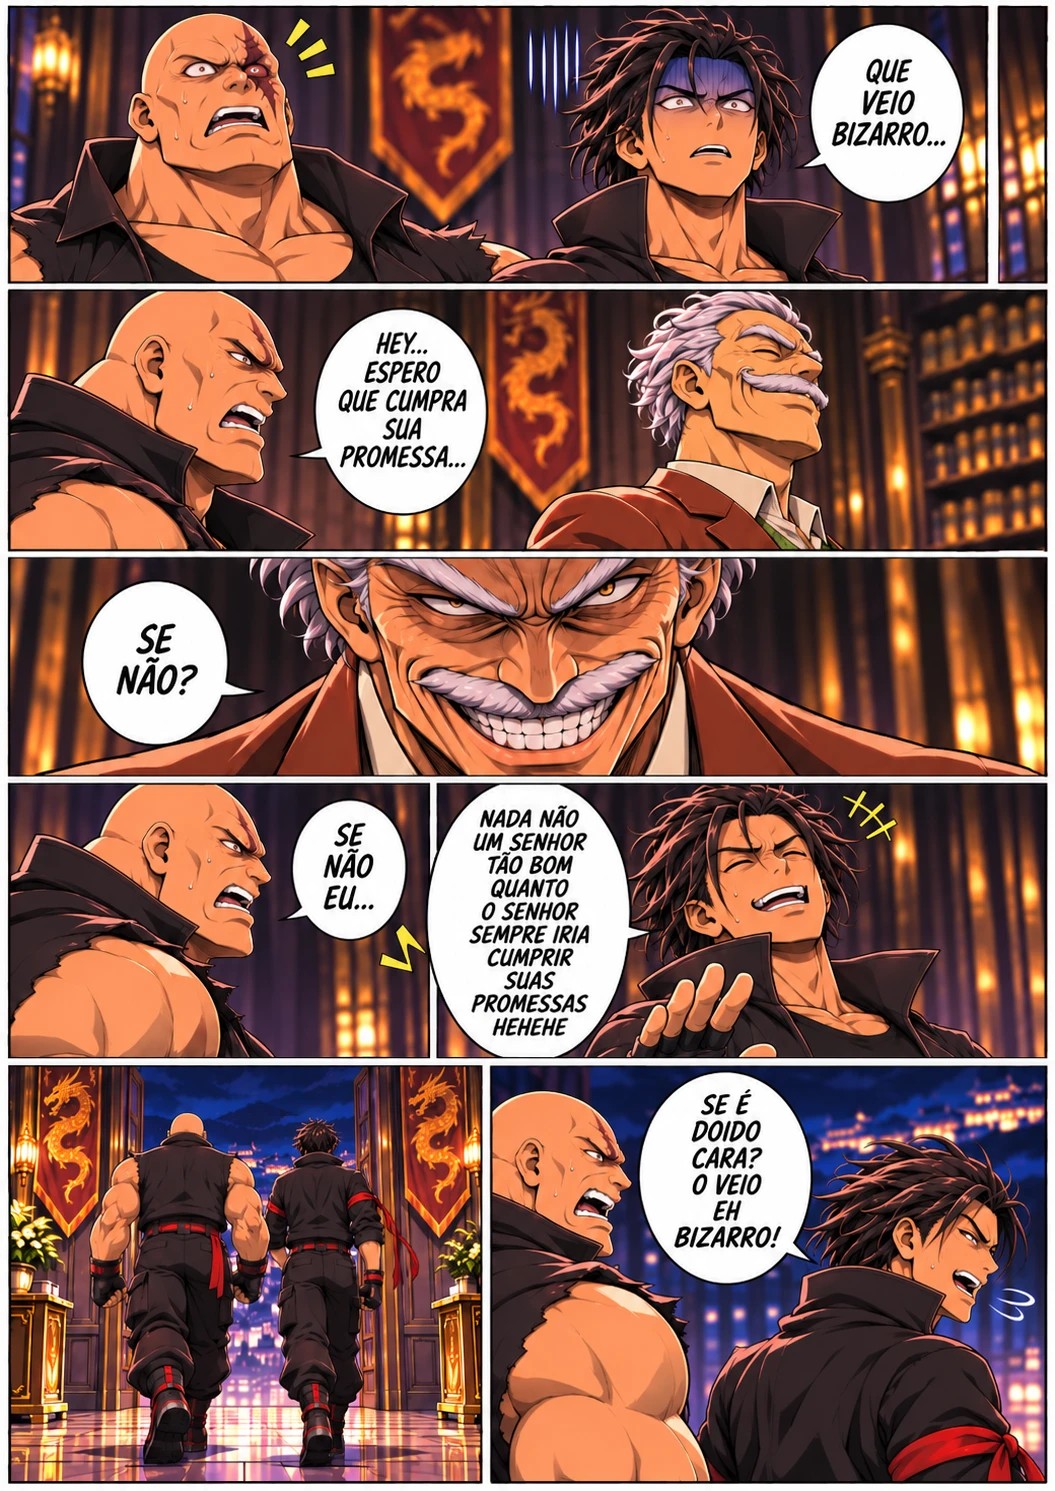 QUE
VEIO
BIZARRO...
HEY...
ESPERO
QUE CUMPRA
SUA
PROMESSA...
SE
NÃO?
SE
NÃO
EU...
NADA NÃO
UM SENHOR
TÃO BOM
QUANTO
O SENHOR
SEMPRE IRIA
CUMPRIR
SUAS
PROMESSAS
HEHEHE
SE É
DOIDO
CARA?
O VEIO
EH
BIZARRO!